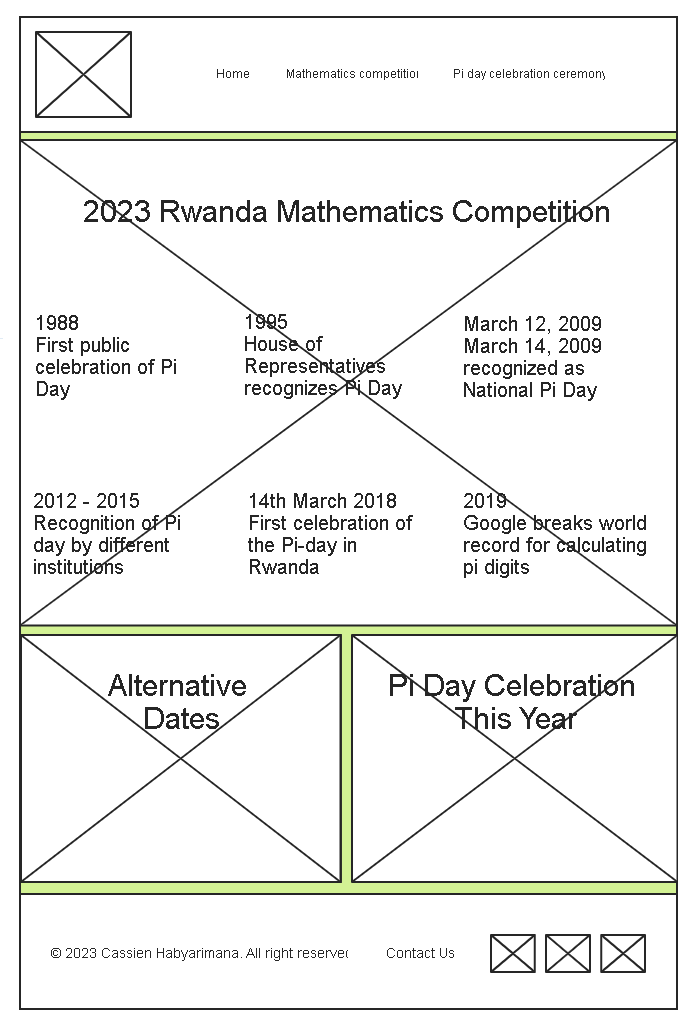 Home Mathematics competition Pi day celebration ceremony
2023 Rwanda Mathematics Competition
1988
First public
celebration of Pi
Day
1995
House of
Representatives
recognizes Pi Day
March 12, 2009
March 14, 2009
recognized as
National Pi Day
2012 - 2015
Recognition of Pi
day by different
institutions
14th March 2018
First celebration of
the Pi-day in
Rwanda
2019
Google breaks world
record for calculating
pi digits
Alternative
Dates
Pi Day Celebration
This Year
© 2023 Cassien Habyarimana. All right reserved Contact Us